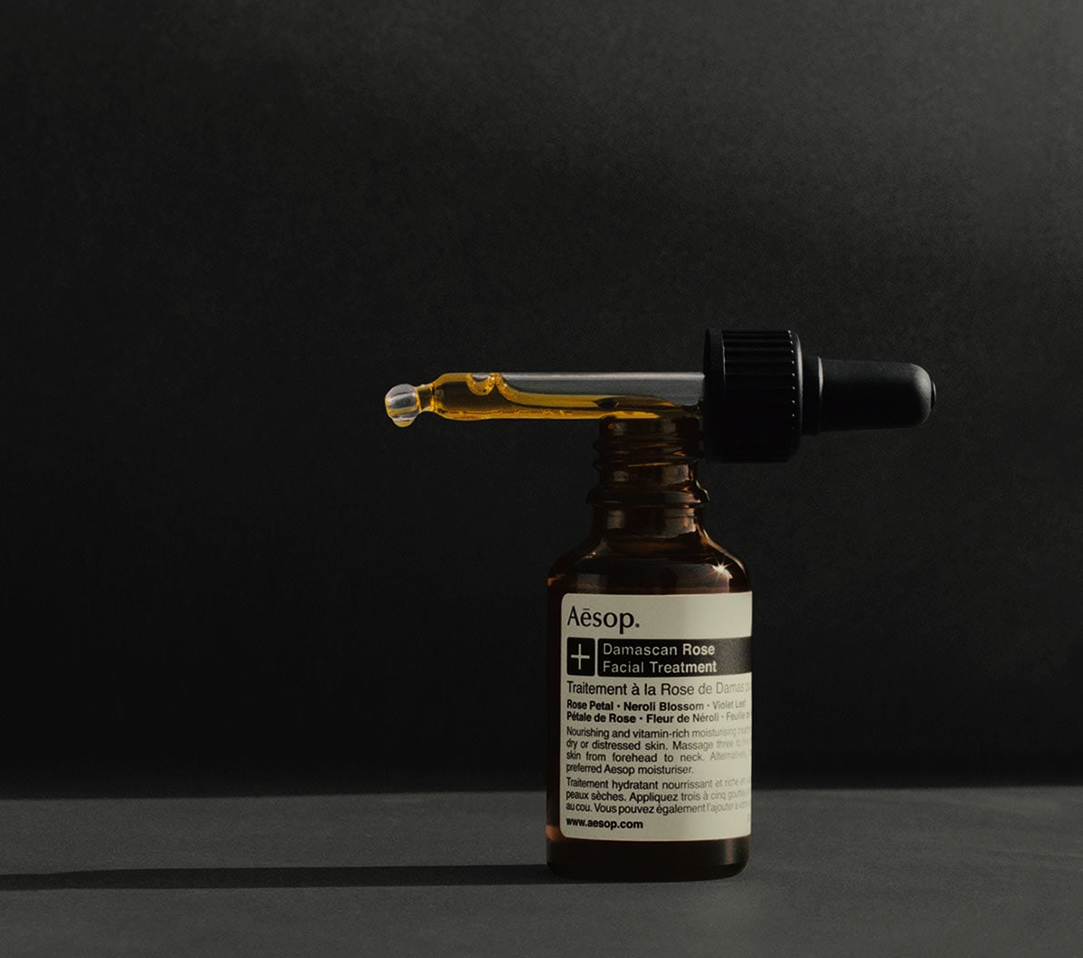 Aēsop.
Damascan Rose
Facial Treatment
Traitement à la Rose de Damas
Rose Petal • Neroli Blossom • Violet Leaf
Pétale de Rose • Fleur de Néroli • Feuille
Nourishing and vitamin-rich moisturising
dry or distressed skin. Massage three to
skin from forehead to neck.
preferred Aesop moisturiser.
Traitement hydratant nourrissant et riche
peaux sèches. Appliquez trois à cinq
au cou. Vous pouvez également l'ajouter à
www.aesop.com